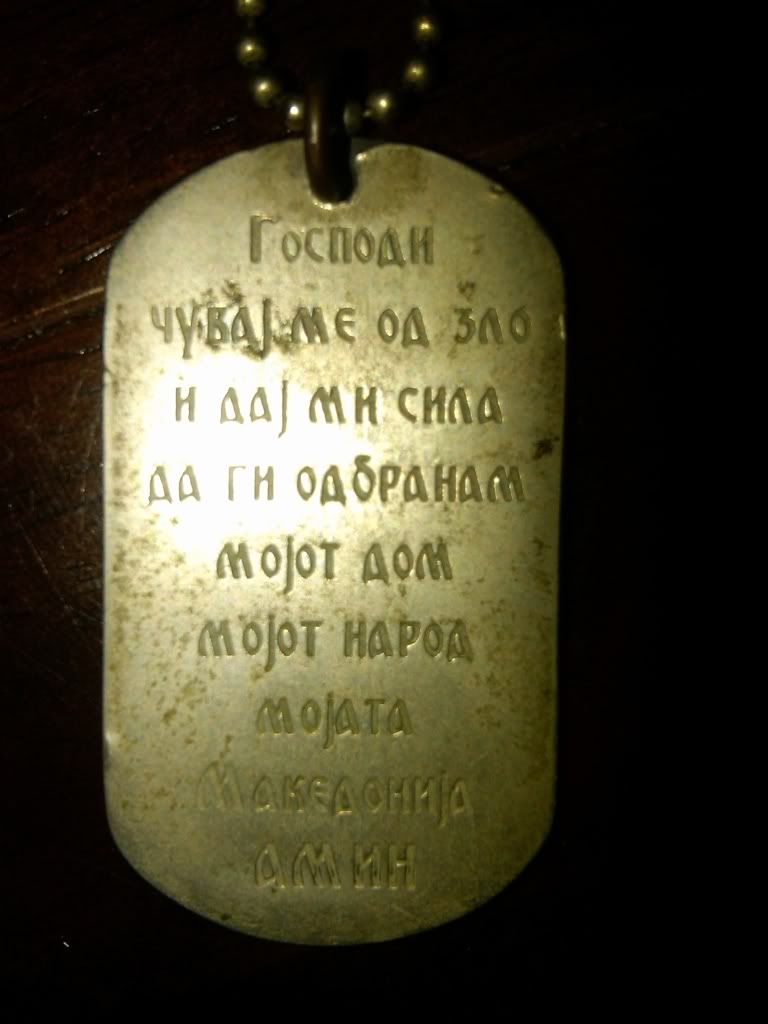 Господи
чувај ме од зло
и дај ми сила
да ги одбранам
мојот дом
мојот народ
мојата
Македонија
АМИН